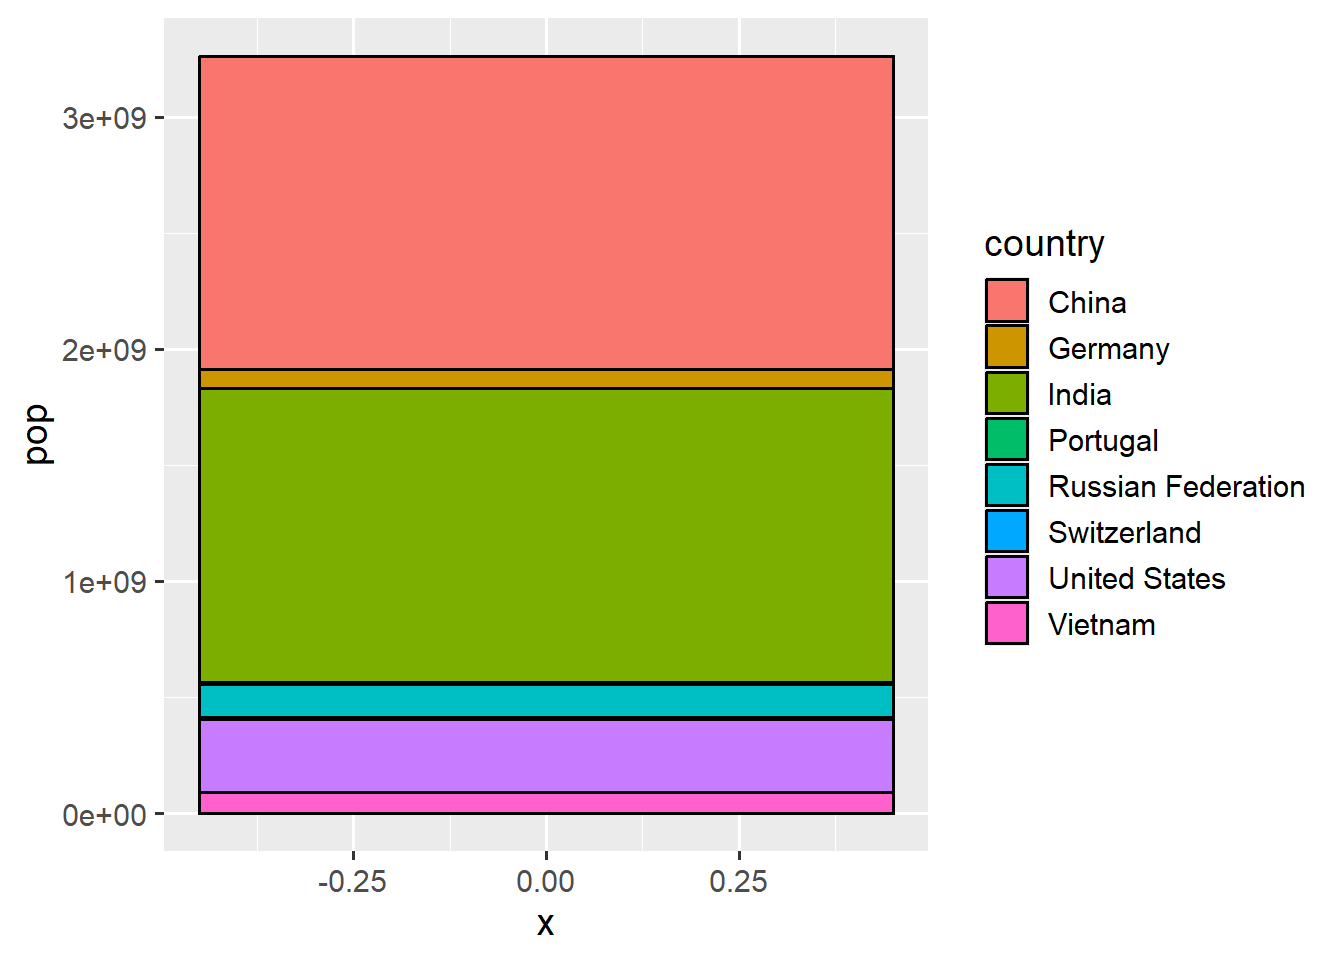 3e+09
2e+09
1e+09
0e+00
pop
-0.25
0.00
0.25
x
country
China
Germany
India
Portugal
Russian Federation
Switzerland
United States
Vietnam